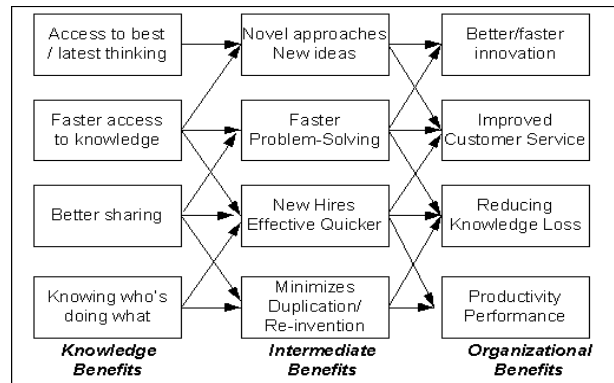 Access to best
/ latest thinking
Novel approaches
New ideas
Better/faster
innovation
Faster access
to knowledge
Faster
Problem-Solving
Improved
Customer Service
Better sharing
New Hires
Effective Quicker
Reducing
Knowledge Loss
Knowing who's
doing what
Minimizes
Duplication/
Re-invention
Productivity
Performance
Knowledge
Benefits
Intermediate Benefits
Organizational
Benefits